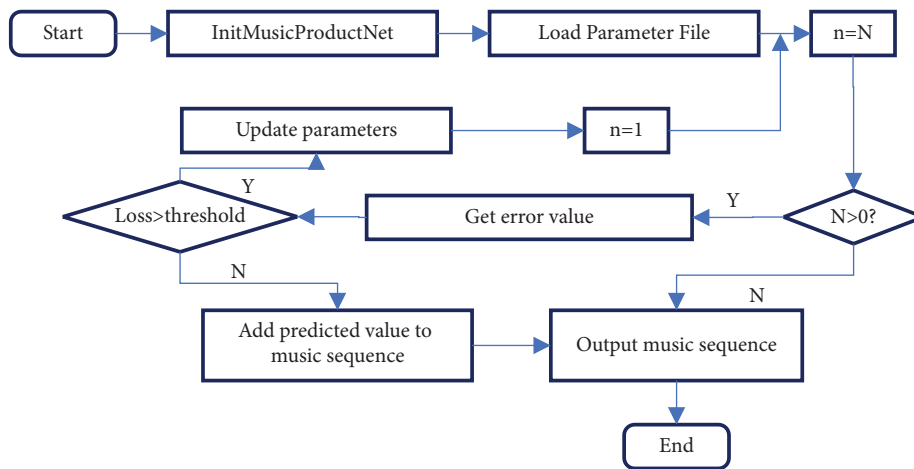 Start
InitMusicProductNet
Load Parameter File
n=N
Update parameters
n=1
Y
Loss>threshold
Get error value
Y
N>0?
N
N
Add predicted value to
music sequence
Output music sequence
End